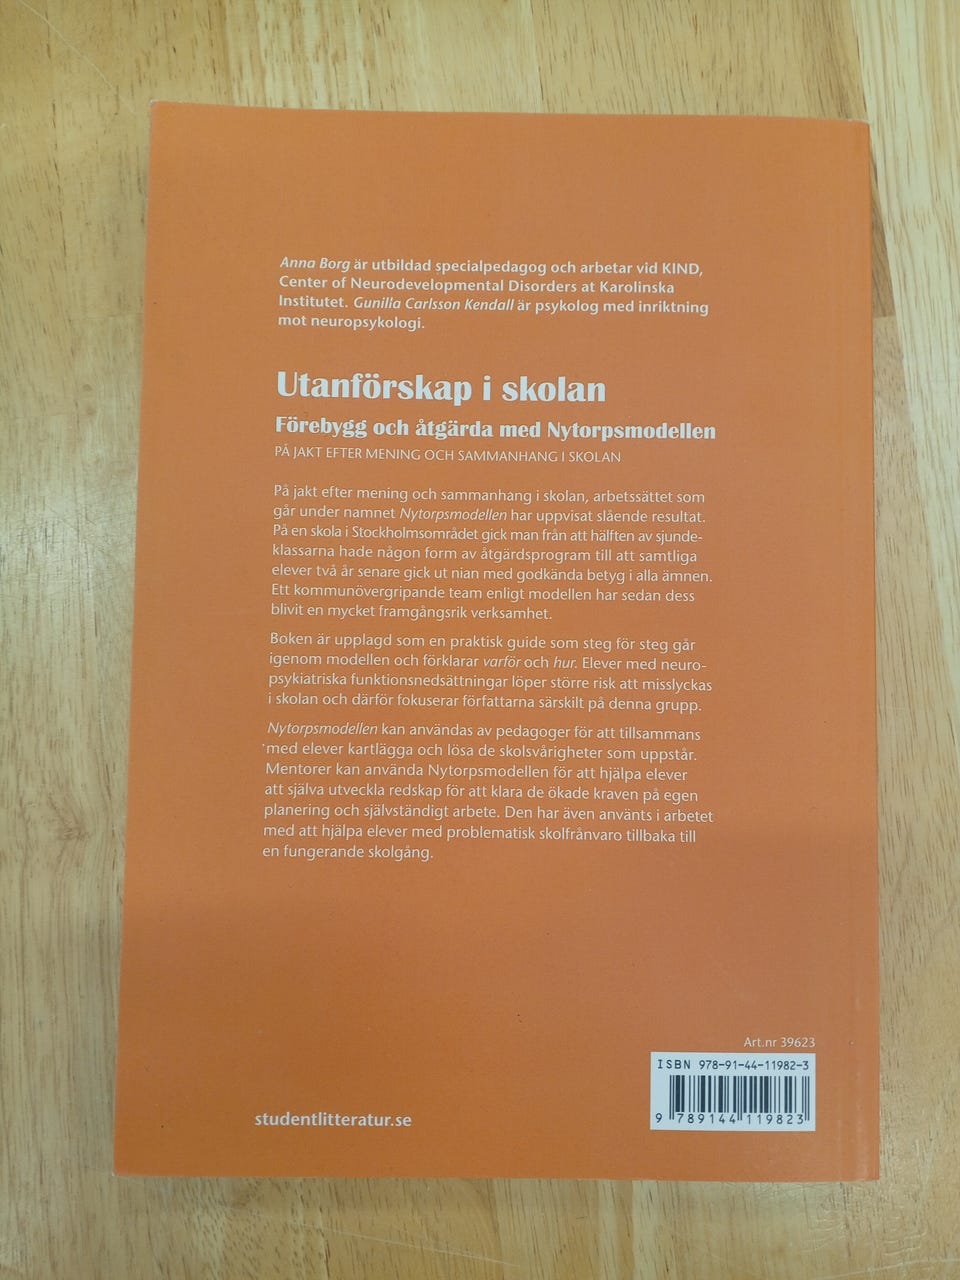 Anna Borg är utbildad specialpedagog och arbetar vid KIND,
Center of Neurodevelopmental Disorders at Karolinska
Institutet. Gunilla Carlsson Kendall är psykolog med inriktning
mot neuropsykologi.
Utanförskap i skolan
Förebygg och åtgärda med Nytorpsmodellen
PÅ JAKT EFTER MENING OCH SAMMANHANG I SKOLAN
På jakt efter mening och sammanhang i skolan, arbetssättet som
går under namnet Nytorpsmodellen har uppvisat slående resultat.
På en skola i Stockholmsområdet gick man från att hälften av sjunde-
klassarna hade någon form av åtgärdsprogram till att samtliga
elever två år senare gick ut nian med godkända betyg i alla ämnen.
Ett kommunövergripande team enligt modellen har sedan dess
blivit en mycket framgångsrik verksamhet.
Boken är upplagd som en praktisk guide som steg för steg går
igenom modellen och förklarar varför och hur. Elever med neuro-
psykiatriska funktionsnedsättningar löper större risk att misslyckas
i skolan och därför fokuserar författarna särskilt på denna grupp.
Nytorpsmodellen kan användas av pedagoger för att tillsammans
med elever kartlägga och lösa de skolsvårigheter som uppstår.
Mentorer kan använda Nytorpsmodellen för att hjälpa elever
att själva utveckla redskap för att klara de ökade kraven på egen
planering och självständigt arbete. Den har även använts i arbetet
med att hjälpa elever med problematisk skolfrånvaro tillbaka till
en fungerande skolgång.
Art.nr 39623
ISBN 978-91-44-11982-3
9 789144 119823
studentlitteratur.se